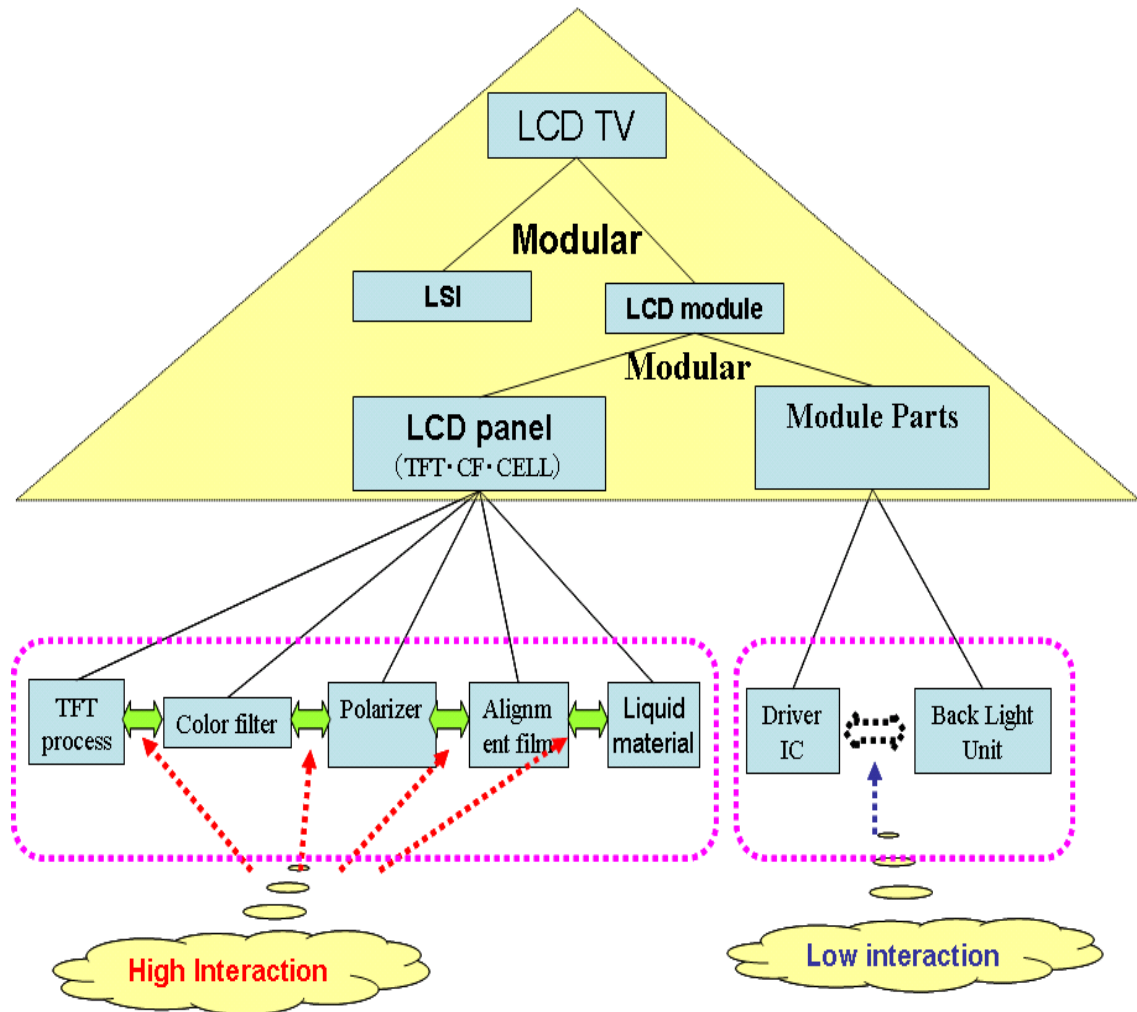 LCD TV
Modular
LSI
LCD module
Modular
LCD panel
(TFT・CF・CELL)
Module Parts
TFT
process
Color filter
Polarizer
Alignm
ent film
Liquid
material
Driver
IC
Back Light
Unit
High Interaction
Low interaction